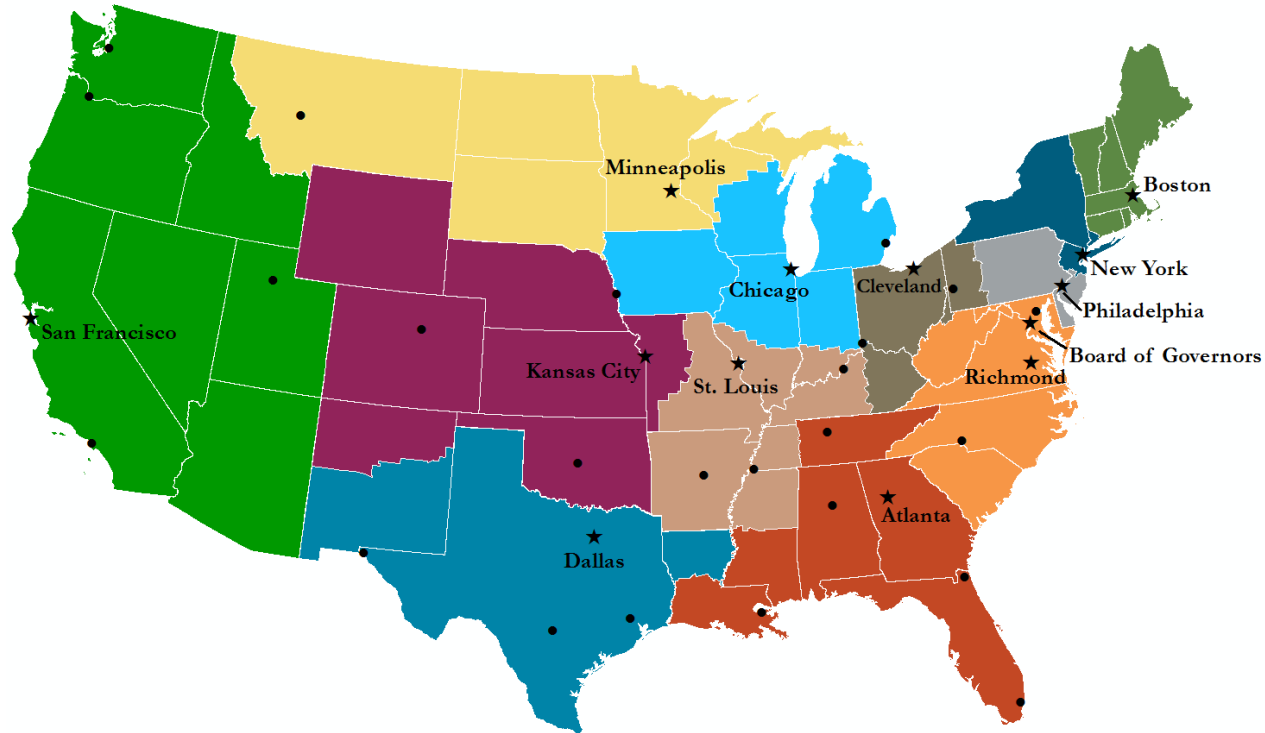 Minneapolis
Boston
New York
Chicago
Cleveland
Philadelphia
San Francisco
Board of Governors
Kansas City
St. Louis
Richmond
Atlanta
Dallas